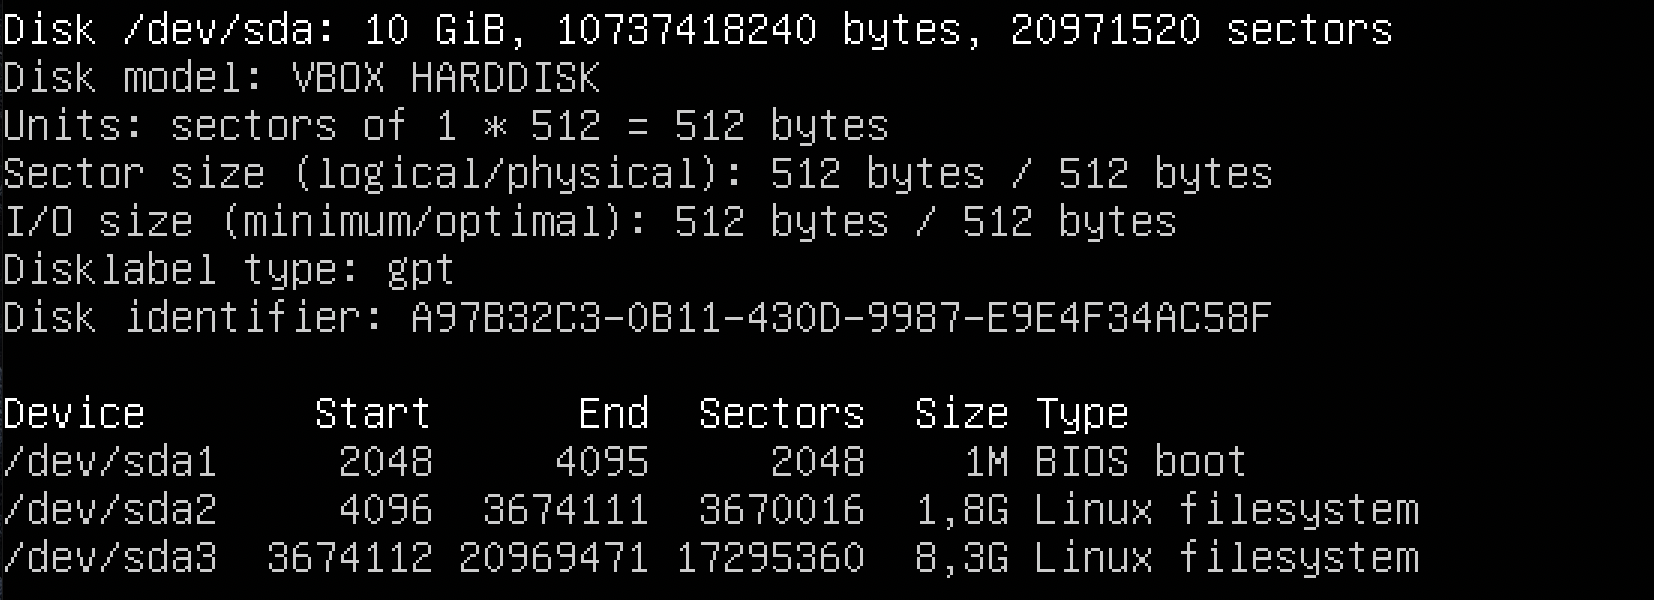 Disk /dev/sda: 10 GiB, 10737418240 bytes, 20971520 sectors
Disk model: VBOX HARDDISK
Units: sectors of 1 * 512 = 512 bytes
Sector size (logical/physical): 512 bytes / 512 bytes
I/O size (minimum/optimal): 512 bytes / 512 bytes
Disklabel type: gpt
Disk identifier: A97B32C3-0B11-430D-9987-E9E4F34AC58F

Device       Start      End  Sectors  Size Type
/dev/sda1     2048     4095     2048    1M BIOS boot
/dev/sda2     4096  3674111  3670016  1,8G Linux filesystem
/dev/sda3  3674112 20969471 17295360  8,3G Linux filesystem